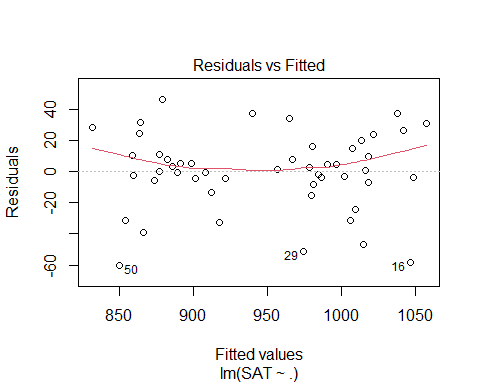 Residuals vs Fitted
Residuals
40
20
0
-20
-60
50
29
16
850 900 950 1000 1050
Fitted values
lm(SAT ~ .)